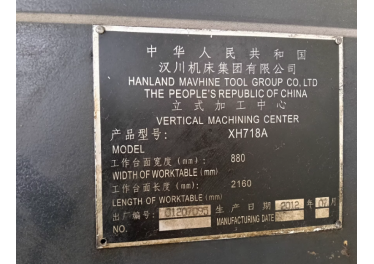 中华人民共和国
汉川机床集团有限公司
HANLAND MAVHINE TOOL GROUP CO,LTD
THE PEOPLE'S REPUBLIC OF CHINA
立式加工中心
VERTICAL MACHINING CENTER
产品型号: XH718A
MODEL
工作台面宽度 (mm): 880
WIDTH OF WORKTABLE (mm)
工作台面长度 (mm): 2160
LENGTH OF WORKTABLE (mm)
出厂编号: 生产日期 2012 年 月
NO. MANUFACTURING DATE